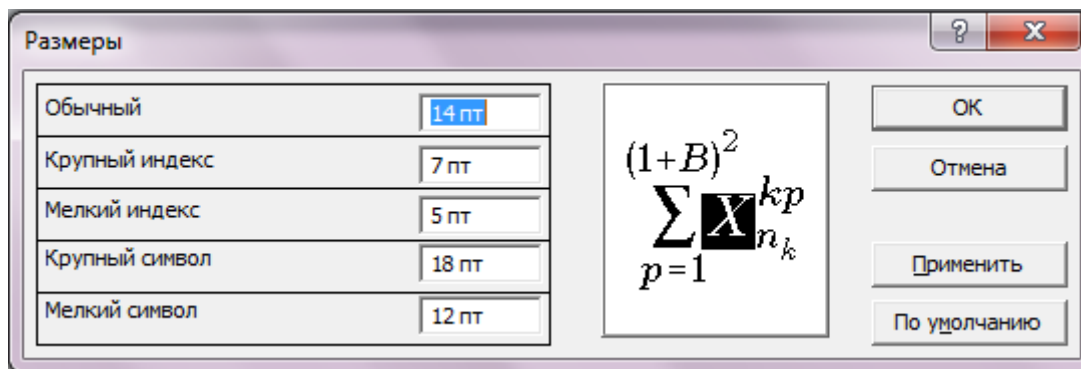 Размеры
Обычный 14 пт
Крупный индекс 7 пт
Мелкий индекс 5 пт
Крупный символ 18 пт
Мелкий символ 12 пт
(1+B)²
∑ X kp
n_k
p=1
OK
Отмена
Применить
По умолчанию